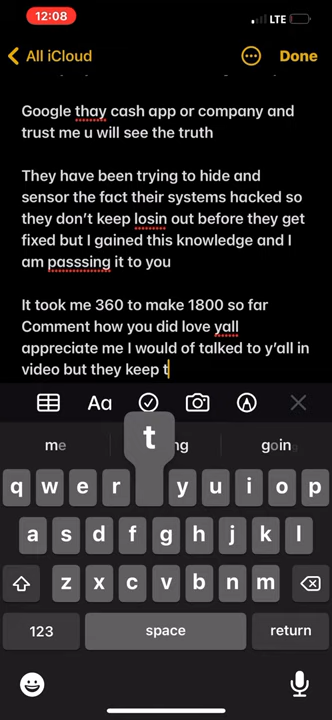 12:08
LTE
All iCloud
Done
Google thay cash app or company and
trust me u will see the truth
They have been trying to hide and
sensor the fact their systems hacked so
they don't keep losin out before they get
fixed but I gained this knowledge and I
am passsing it to you
It took me 360 to make 1800 so far
Comment how you did love yall
appreciate me I would of talked to y'all in
video but they keep t
Aa
me
goin
t
q w e r y u i o p
a s d f g h j k l
z x c v b n m
123 space return